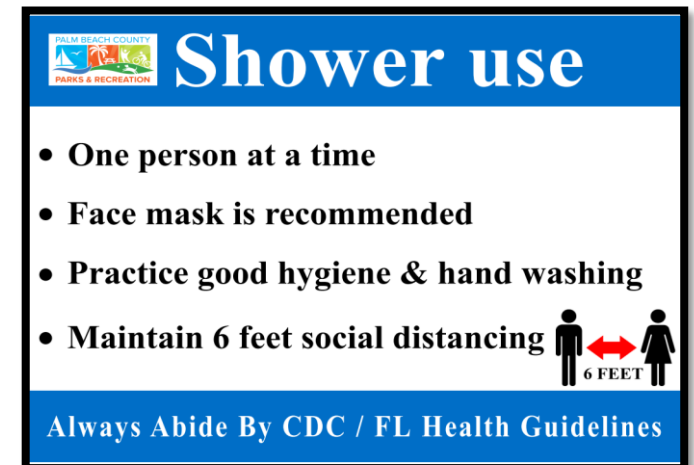 PALM BEACH COUNTY
PARKS & RECREATION
Shower use
• One person at a time
• Face mask is recommended
• Practice good hygiene & hand washing
• Maintain 6 feet social distancing
6 FEET
Always Abide By CDC / FL Health Guidelines